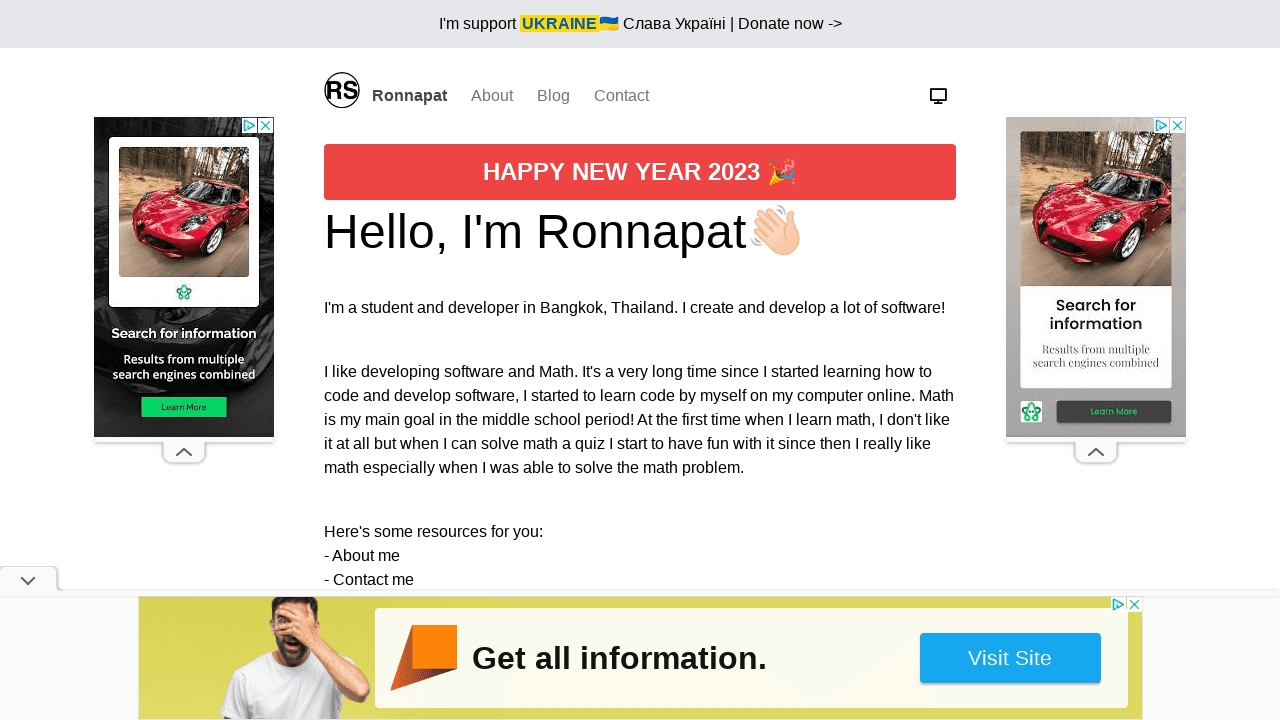 I'm support UKRAINE🇺🇦 Слава Україні | Donate now ->
RS Ronnapat About Blog Contact
HAPPY NEW YEAR 2023 🎉
Hello, I'm Ronnapat👋🏻
I'm a student and developer in Bangkok, Thailand. I create and develop a lot of software!
I like developing software and Math. It's a very long time since I started learning how to
code and develop software, I started to learn code by myself on my computer online. Math
is my main goal in the middle school period! At the first time when I learn math, I don't like
it at all but when I can solve math a quiz I start to have fun with it since then I really like
math especially when I was able to solve the math problem.
Here's some resources for you:
- About me
- Contact me
Search for information
Results from multiple
search engines combined
Learn More
Search for
information
Results from multiple
search engines combined
Learn More
Get all information.
Visit Site